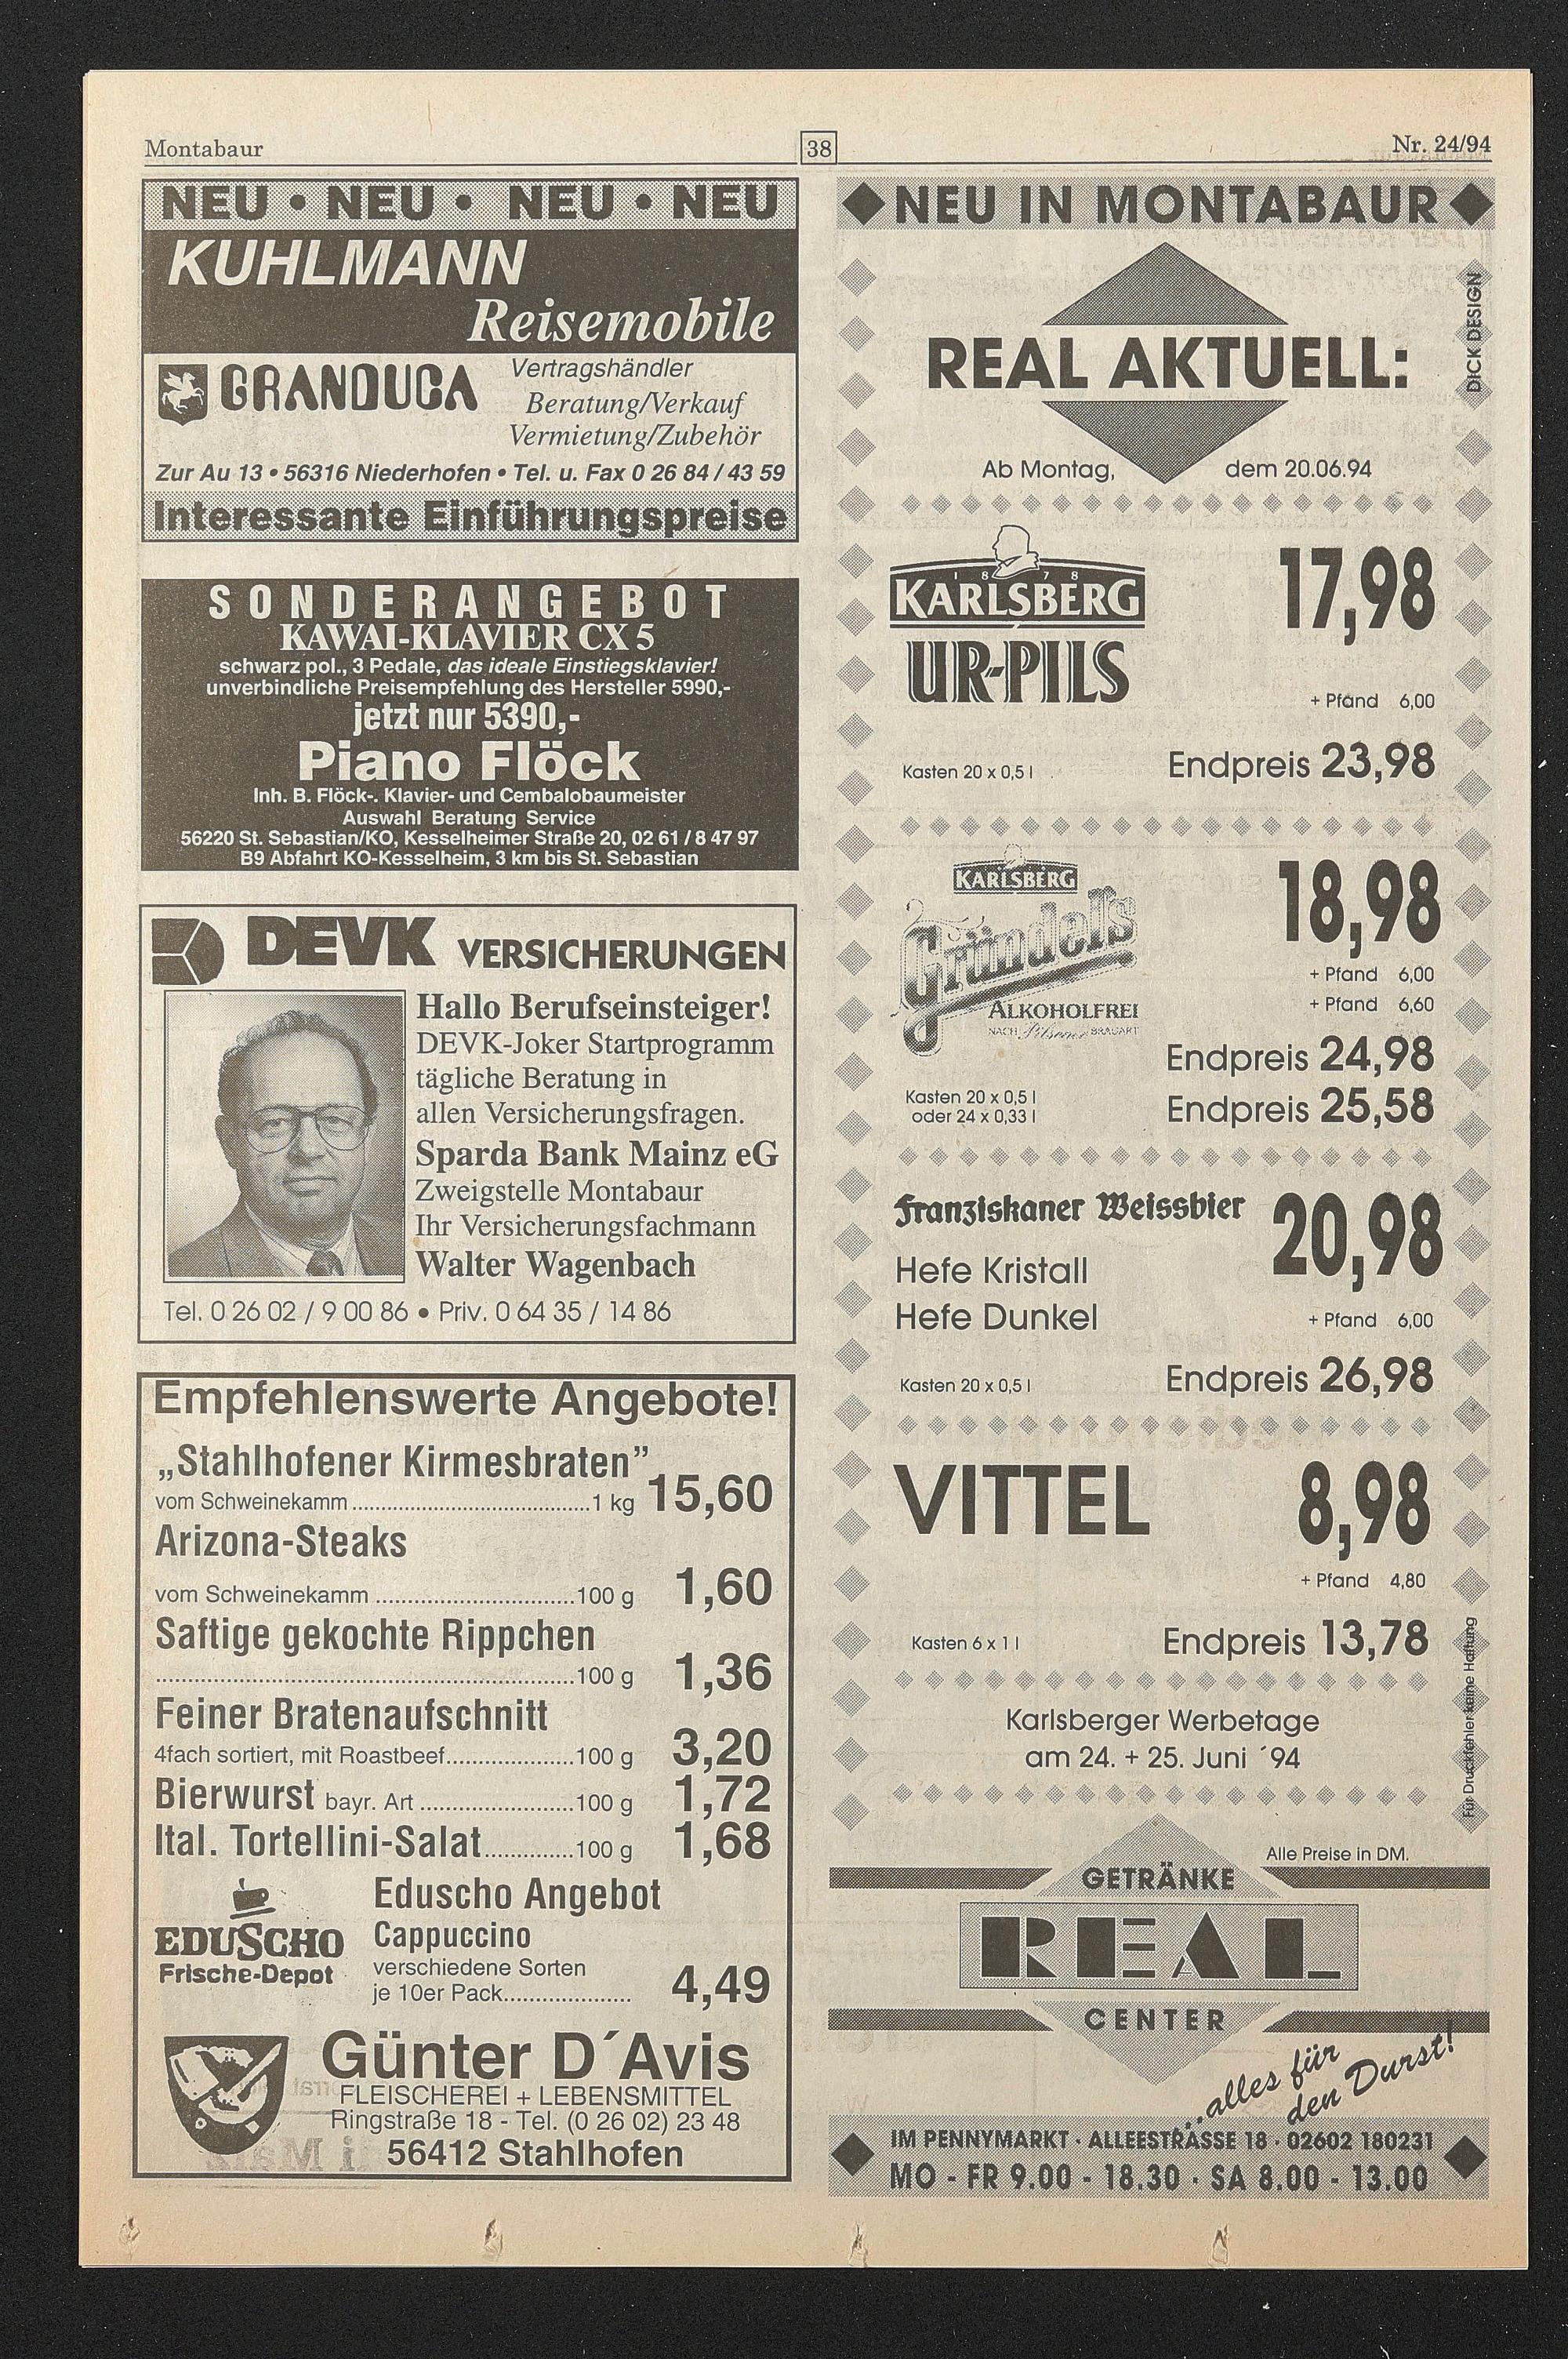 Montabaur
38
Nr. 24/94
NEU • NEU • NEU • NEU
KUHLMANN
Reisemobile
GRANDUCA
Vertragshändler
Beratung/Verkauf
Vermietung/Zubehör
Zur Au 13 • 56316 Niederhofen • Tel. u. Fax 0 26 84 / 43 59
Interessante Einführungspreise
SONDERANGEBOT
KAWAI-KLAVIER CX 5
schwarz pol., 3 Pedale, das ideale Einstiegsklavier!
unverbindliche Preisempfehlung des Hersteller 5990,-
jetzt nur 5390,-
Piano Flöck
Inh. B. Flöck-. Klavier- und Cembalobaumeister
Auswahl Beratung Service
56220 St. Sebastian/KO, Kesselheimer Straße 20, 02 61 / 8 47 97
B9 Abfahrt KO-Kesselheim, 3 km bis St. Sebastian
DEVK VERSICHERUNGEN
Hallo Berufseinsteiger!
DEVK-Joker Startprogramm
tägliche Beratung in
allen Versicherungsfragen.
Sparda Bank Mainz eG
Zweigstelle Montabaur
Ihr Versicherungsfachmann
Walter Wagenbach
Tel. 0 26 02 / 9 00 86 • Priv. 0 64 35 / 14 86
Empfehlenswerte Angebote!
„Stahlhofener Kirmesbraten”
vom Schweinekamm..........1 kg 15,60
Arizona-Steaks
vom Schweinekamm..........100 g 1,60
Saftige gekochte Rippchen
..........100 g 1,36
Feiner Bratenaufschnitt
4fach sortiert, mit Roastbeef..........100 g 3,20
Bierwurst bayr. Art..........100 g 1,72
Ital. Tortellini-Salat..........100 g 1,68
Eduscho Angebot
EDUSCHO
Frische-Depot
Cappuccino
verschiedene Sorten
je 10er Pack.......... 4,49
Günter D´Avis
FLEISCHEREI + LEBENSMITTEL
Ringstraße 18 - Tel. (0 26 02) 23 48
56412 Stahlhofen
NEU IN MONTABAUR
DICK DESIGN
REAL AKTUELL:
Ab Montag, dem 20.06.94
1878
KARLSBERG
UR-PILS
17,98
+ Pfand 6,00
Kasten 20 x 0,5 l
Endpreis 23,98
KARLSBERG
Gründel's
ALKOHOLFREI
NACH Pilsener BRAUART
18,98
+ Pfand 6,00
+ Pfand 6,60
Endpreis 24,98
Kasten 20 x 0,5 l
oder 24 x 0,33 l
Endpreis 25,58
Franziskaner Weissbier
20,98
Hefe Kristall
Hefe Dunkel
+ Pfand 6,00
Kasten 20 x 0,5 l
Endpreis 26,98
VITTEL
8,98
+ Pfand 4,80
Kasten 6 x 1 l
Endpreis 13,78
Karlsberger Werbetage
am 24. + 25. Juni ´94
Für Druckfehler keine Haftung
Alle Preise in DM.
GETRÄNKE
REAL
CENTER
...alles für
den Durst!
IM PENNYMARKT · ALLEESTRASSE 18 · 02602 180231
MO - FR 9.00 - 18.30 · SA 8.00 - 13.00